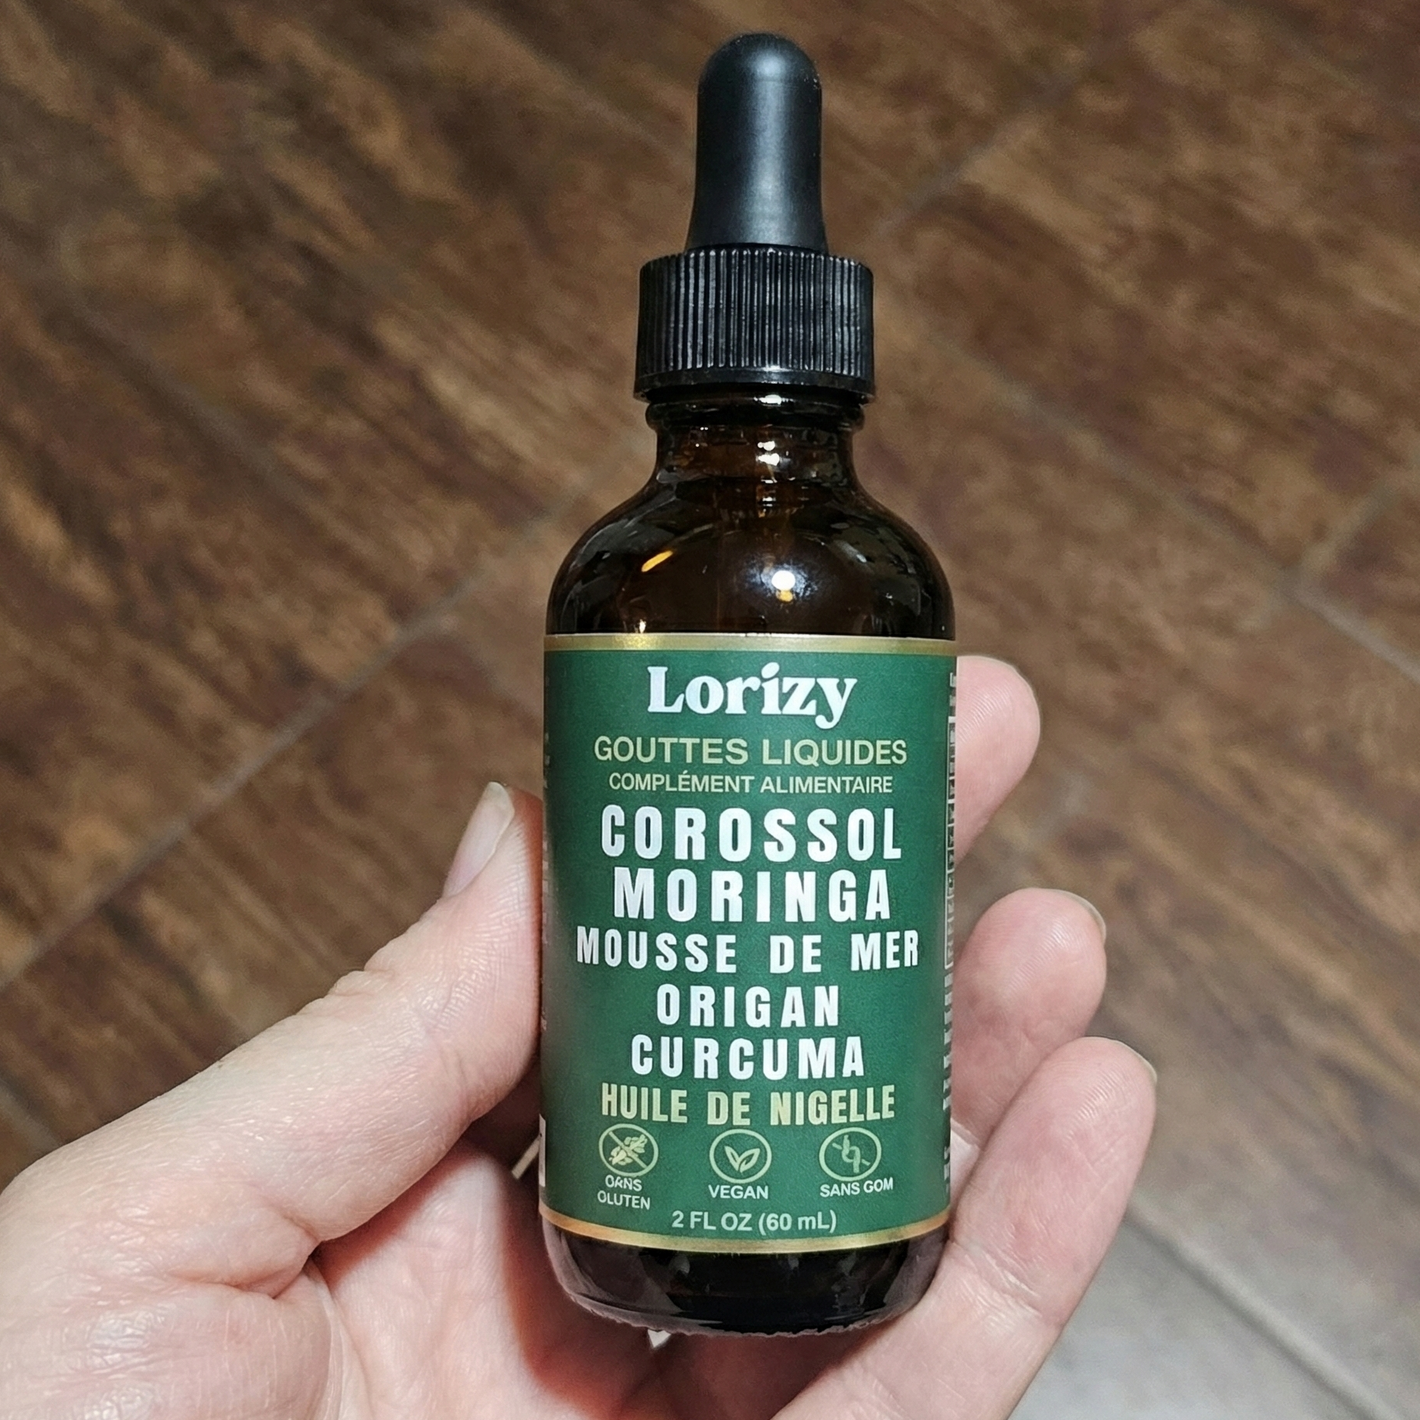 Lorizy
GOUTTES LIQUIDES
COMPLÉMENT ALIMENTAIRE
COROSSOL
MORINGA
MOUSSE DE MER
ORIGAN
CURCUMA
HUILE DE NIGELLE
OANS
OLUTEN
VEGAN
SANS GOM
2 FL OZ (60 mL)